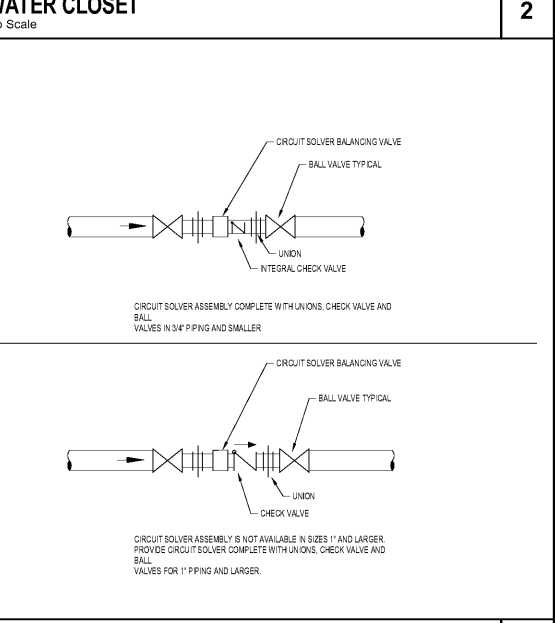 WATER CLOSET
o Scale
2
CIRCUIT SOLVER BALANCING VALVE
BALL VALVE TYPICAL
UNION
INTEGRAL CHECK VALVE
CIRCUIT SOLVER ASSEMBLY COMPLETE WITH UNIONS, CHECK VALVE AND
BALL
VALVES IN 3/4" PIPING AND SMALLER
CIRCUIT SOLVER BALANCING VALVE
BALL VALVE TYPICAL
UNION
CHECK VALVE
CIRCUIT SOLVER ASSEMBLY IS NOT AVAILABLE IN SIZES 1" AND LARGER.
PROVIDE CIRCUIT SOLVER COMPLETE WITH UNIONS, CHECK VALVE AND
BALL
VALVES FOR 1" PIPING AND LARGER.